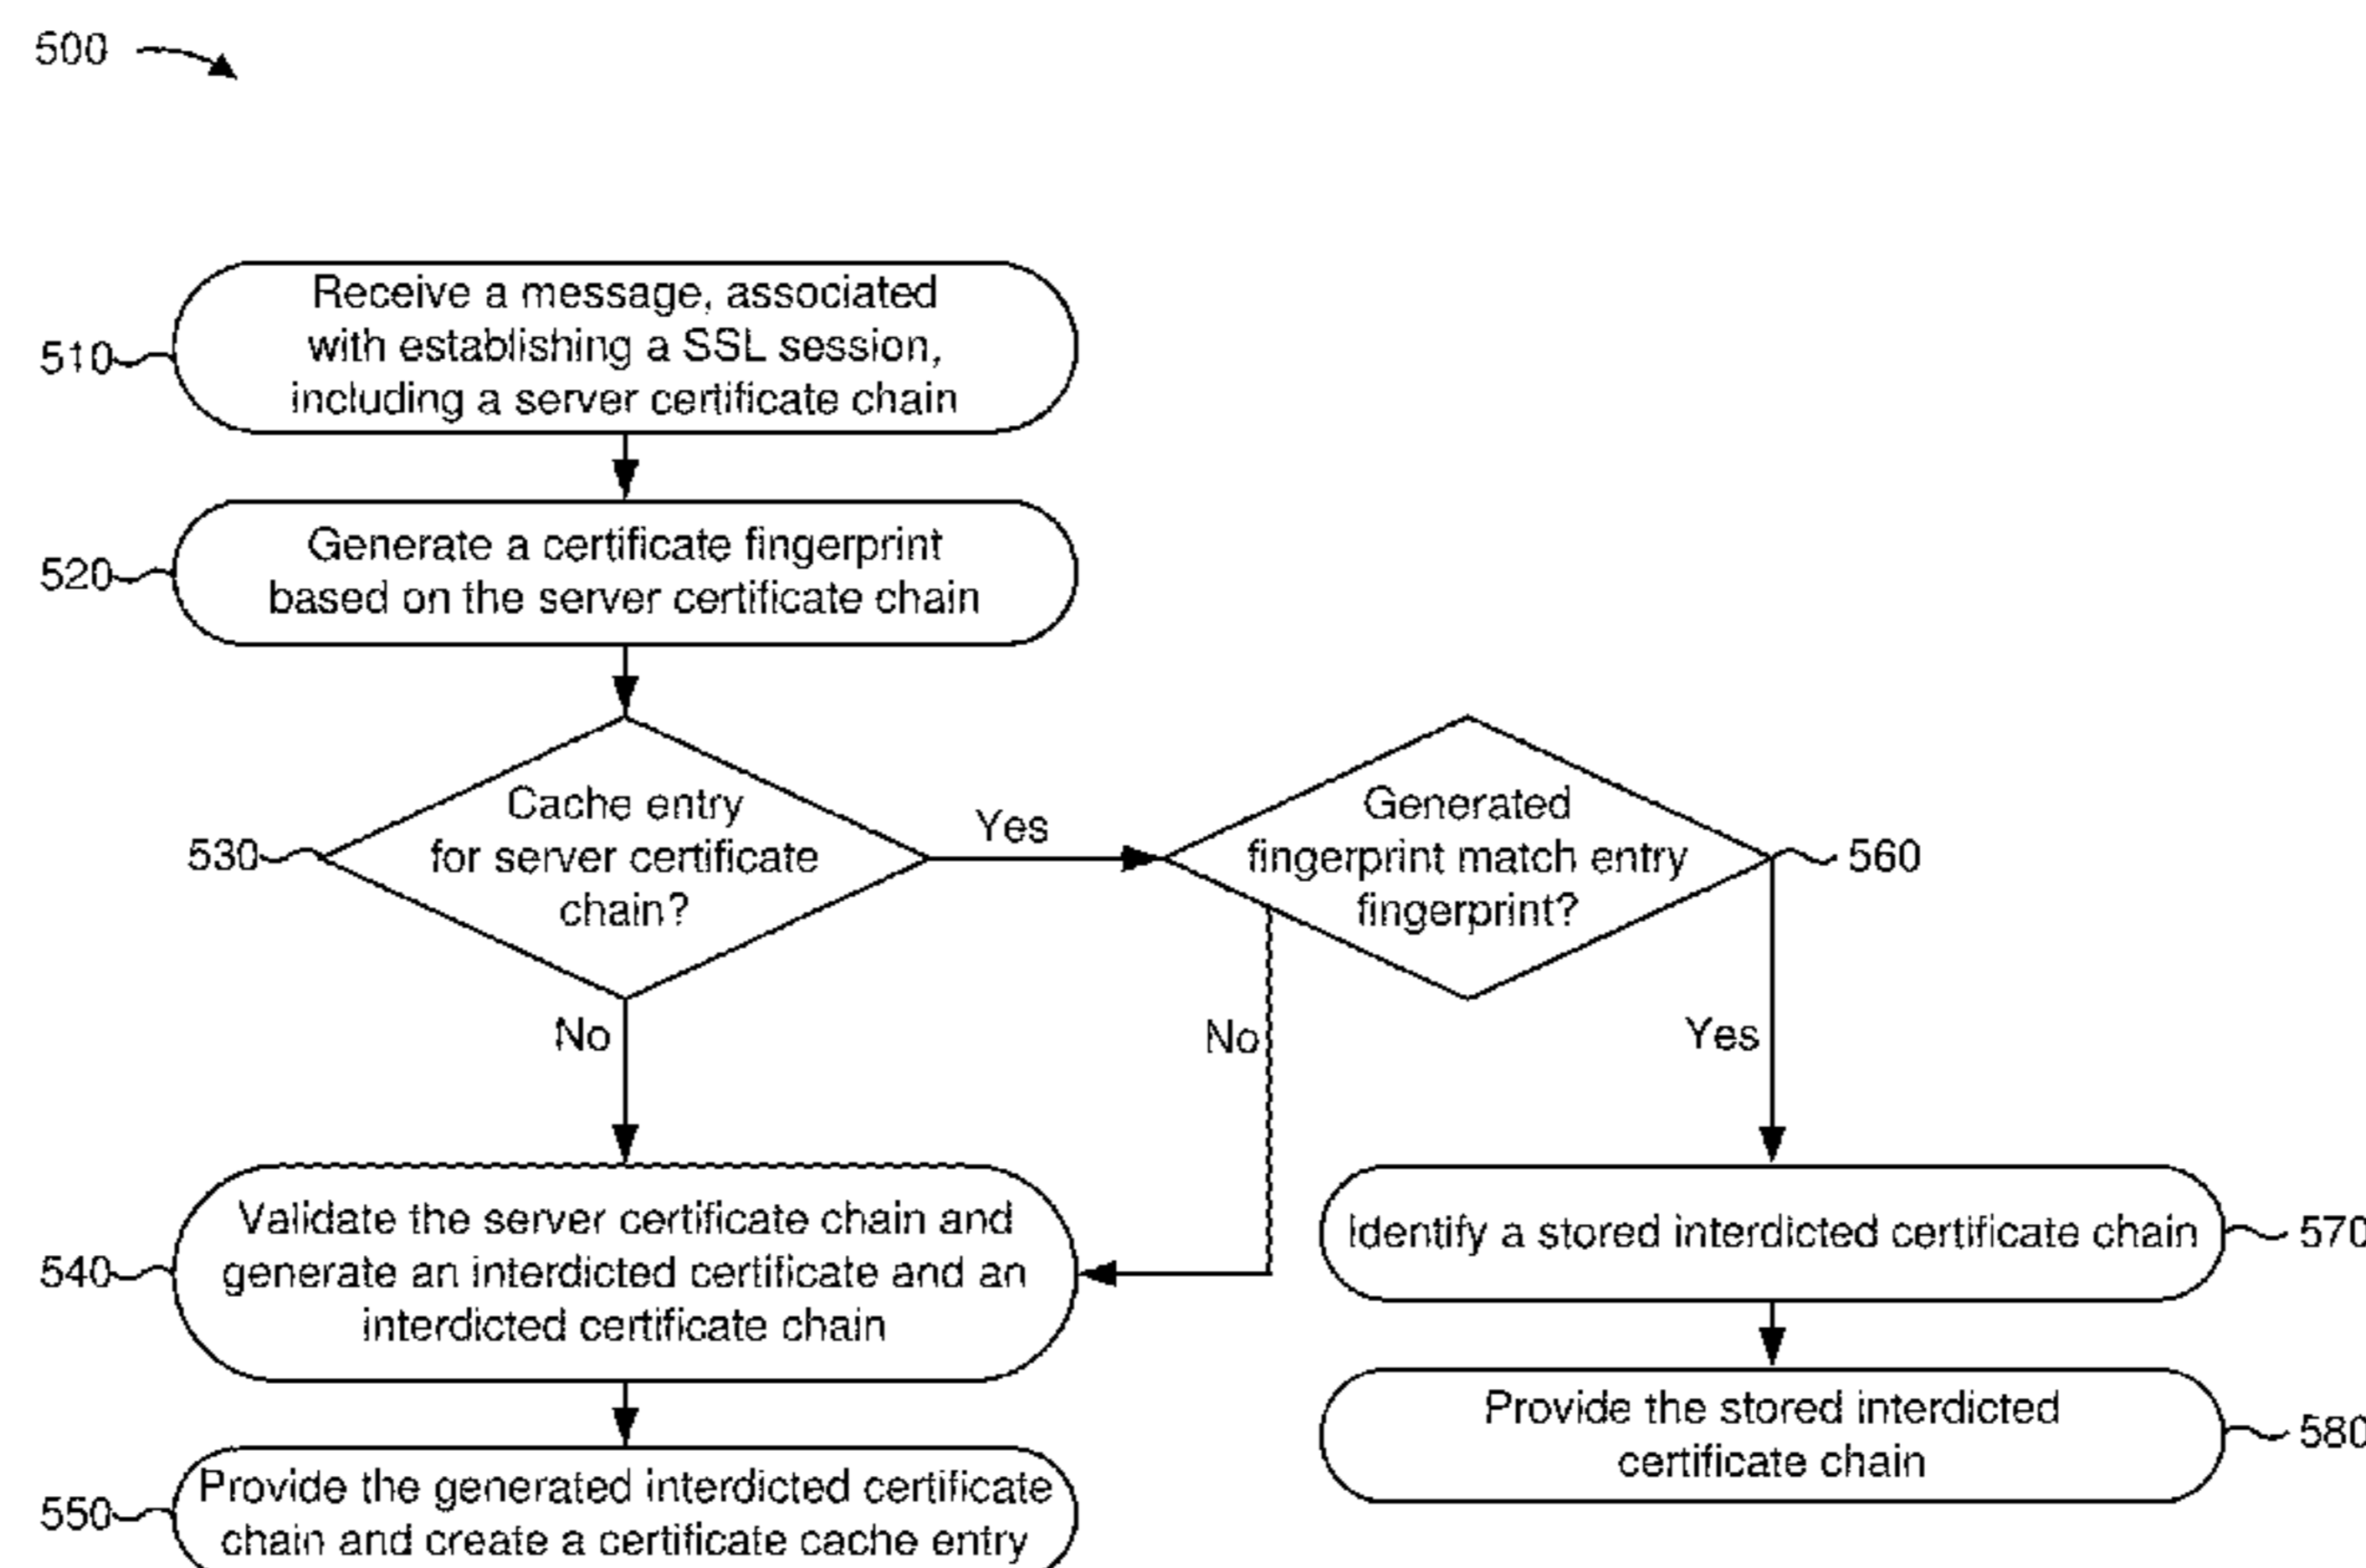 500
510
Receive a message, associated
with establishing a SSL session,
including a server certificate chain
520
Generate a certificate fingerprint
based on the server certificate chain
530
Cache entry
for server certificate
chain?
Yes
Generated
fingerprint match entry
fingerprint?
560
No
No
Yes
540
Validate the server certificate chain and
generate an interdicted certificate and an
interdicted certificate chain
Identify a stored interdicted certificate chain
570
550
Provide the generated interdicted certificate
chain and create a certificate cache entry
Provide the stored interdicted
certificate chain
580